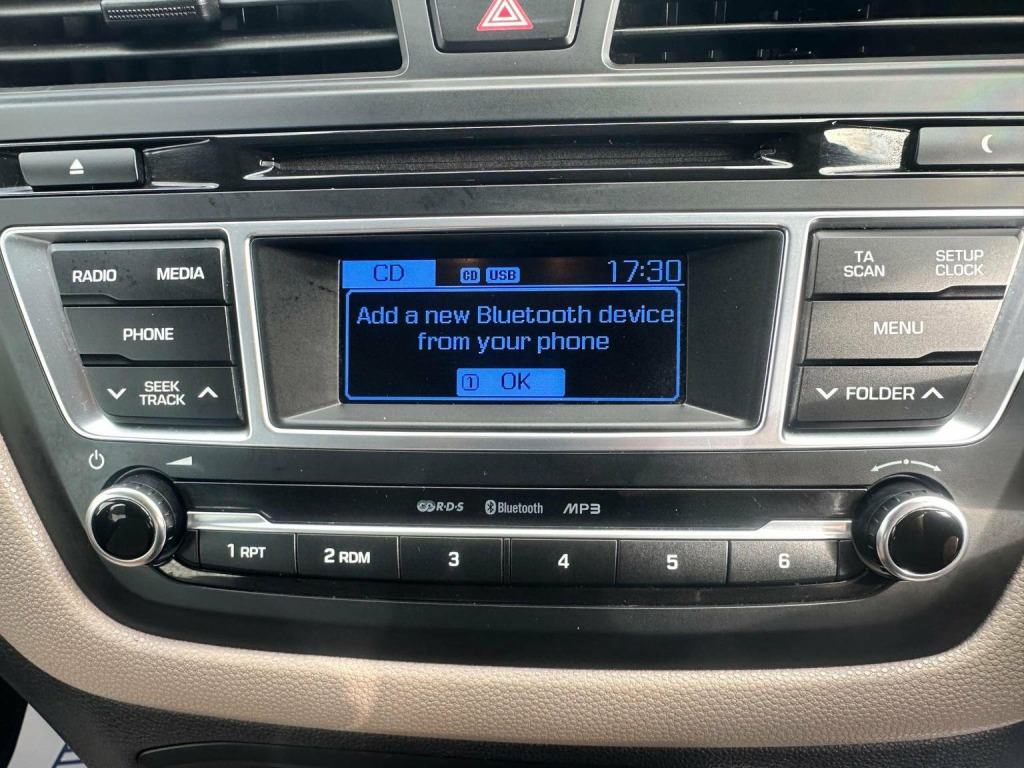 RADIO MEDIA
PHONE
SEEK
TRACK
CD CD USB 17:30
Add a new Bluetooth device
from your phone
1 OK
TA
SCAN
SETUP
CLOCK
MENU
FOLDER
R·D·S Bluetooth MP3
1 RPT 2 RDM 3 4 5 6